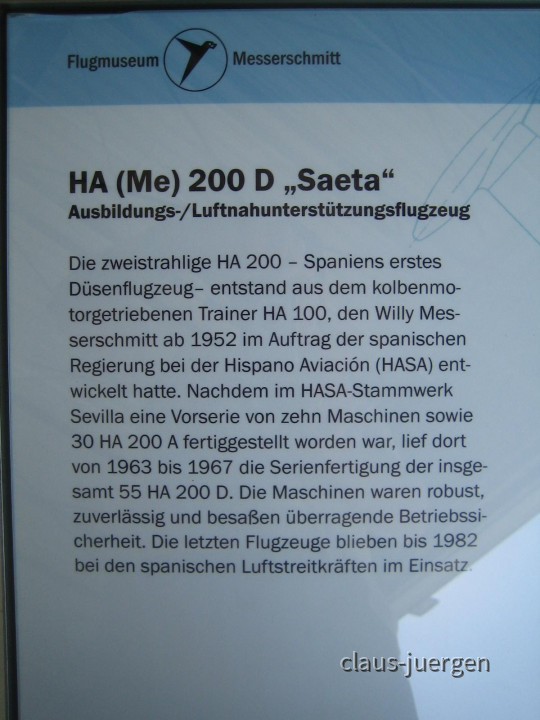 Flugmuseum Messerschmitt
HA (Me) 200 D „Saeta“
Ausbildungs-/Luftnahunterstützungsflugzeug
Die zweistrahlige HA 200 – Spaniens erstes
Düsenflugzeug– entstand aus dem kolbenmo-
torgetriebenen Trainer HA 100, den Willy Mes-
serschmitt ab 1952 im Auftrag der spanischen
Regierung bei der Hispano Aviación (HASA) ent-
wickelt hatte. Nachdem im HASA-Stammwerk
Sevilla eine Vorserie von zehn Maschinen sowie
30 HA 200 A fertiggestellt worden war, lief dort
von 1963 bis 1967 die Serienfertigung der insge-
samt 55 HA 200 D. Die Maschinen waren robust,
zuverlässig und besaßen überragende Betriebssi-
cherheit. Die letzten Flugzeuge blieben bis 1982
bei den spanischen Luftstreitkräften im Einsatz.
claus-juergen